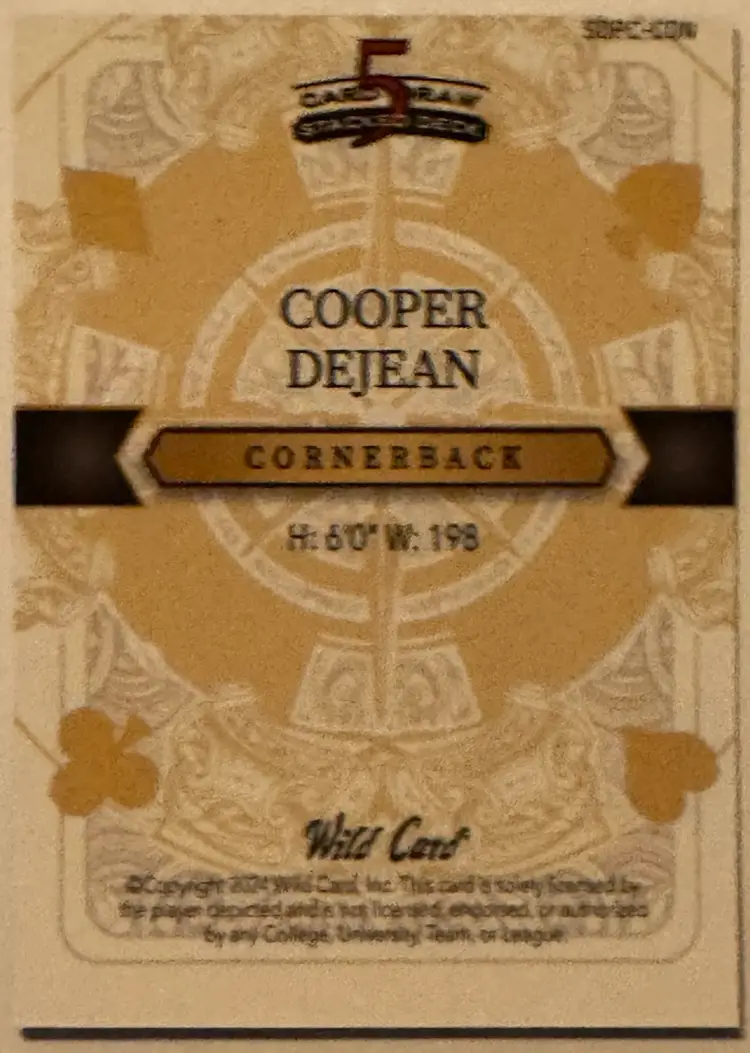 5
CARD DRAW
STACKED DECK
COOPER
DEJEAN
CORNERBACK
H: 6'0" W: 198
Wild Card®
©Copyright 2024 Wild Card, Inc. This card is solely licensed by
the player depicted and is not licensed, endorsed, or authorized
by any College, University, Team, or League.